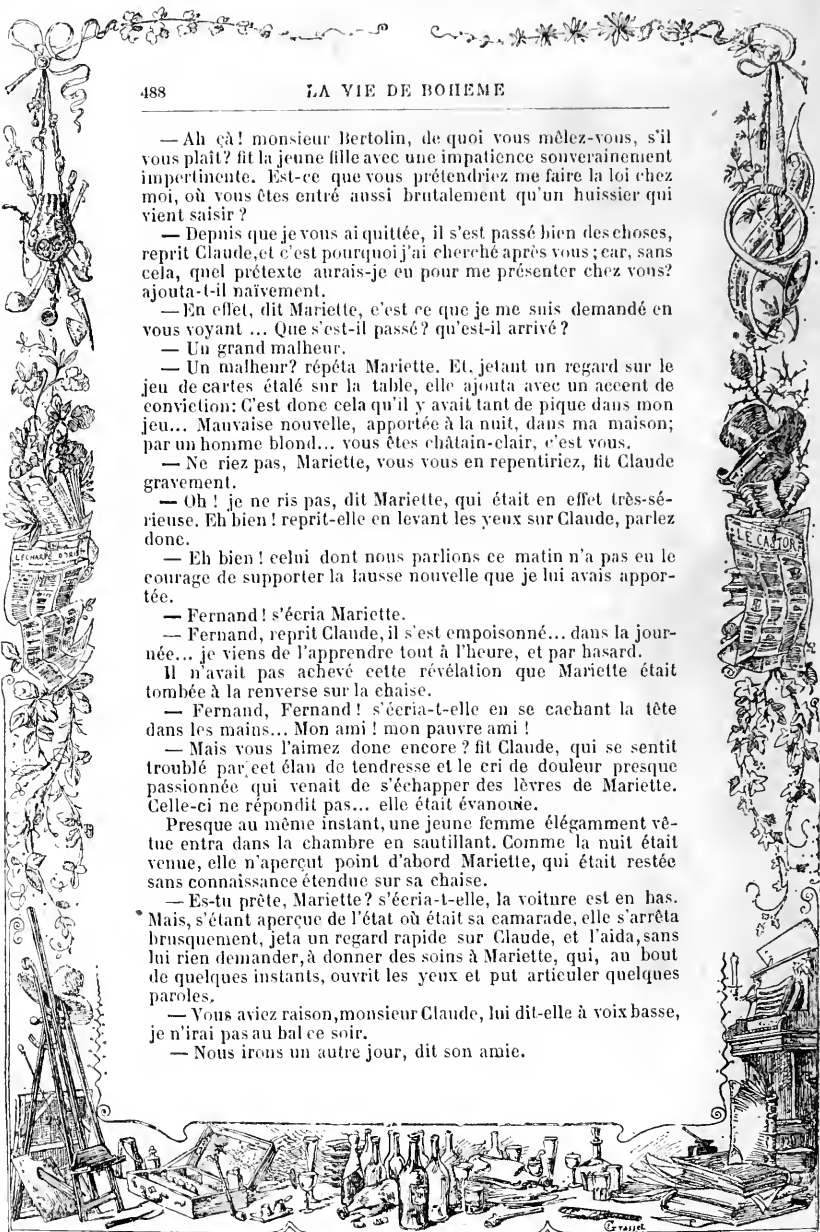 488
LA VIE DE BOHEME
— Ah çà! monsieur Bertolin, de quoi vous mêlez-vous, s'il
vous plaît? fit la jeune fille avec une impatience souverainement
impertinente. Est-ce que vous prétendriez me faire la loi chez
moi, où vous êtes entré aussi brutalement qu'un huissier qui
vient saisir ?
— Depuis que je vous ai quittée, il s'est passé bien des choses,
reprit Claude, et c'est pourquoi j'ai cherché après vous ; car, sans
cela, quel prétexte aurais-je eu pour me présenter chez vous?
ajouta-t-il naïvement.
— En effet, dit Mariette, c'est ce que je me suis demandé en
vous voyant ... Que s'est-il passé? qu'est-il arrivé ?
— Un grand malheur.
— Un malheur? répéta Mariette. Et, jetant un regard sur le
jeu de cartes étalé sur la table, elle ajouta avec un accent de
conviction: C'est donc cela qu'il y avait tant de pique dans mon
jeu... Mauvaise nouvelle, apportée à la nuit, dans ma maison;
par un homme blond... vous êtes châtain-clair, c'est vous.
— Ne riez pas, Mariette, vous vous en repentiriez, fit Claude
gravement.
— Oh ! je ne ris pas, dit Mariette, qui était en effet très-sé-
rieuse. Eh bien ! reprit-elle en levant les yeux sur Claude, parlez
donc.
— Eh bien ! celui dont nous parlions ce matin n'a pas eu le
courage de supporter la fausse nouvelle que je lui avais appor-
tée.
— Fernand ! s'écria Mariette.
— Fernand, reprit Claude, il s'est empoisonné... dans la jour-
née... je viens de l'apprendre tout à l'heure, et par hasard.
Il n'avait pas achevé cette révélation que Mariette était
tombée à la renverse sur la chaise.
— Fernand, Fernand ! s'écria-t-elle en se cachant la tête
dans les mains... Mon ami ! mon pauvre ami !
— Mais vous l'aimez donc encore ? fit Claude, qui se sentit
troublé par cet élan de tendresse et le cri de douleur presque
passionnée qui venait de s'échapper des lèvres de Mariette.
Celle-ci ne répondit pas... elle était évanouie.
Presque au même instant, une jeune femme élégamment vê-
tue entra dans la chambre en sautillant. Comme la nuit était
venue, elle n'aperçut point d'abord Mariette, qui était restée
sans connaissance étendue sur sa chaise.
— Es-tu prête, Mariette? s'écria-t-elle, la voiture est en bas.
Mais, s'étant aperçue de l'état où était sa camarade, elle s'arrêta
brusquement, jeta un regard rapide sur Claude, et l'aida, sans
lui rien demander, à donner des soins à Mariette, qui, au bout
de quelques instants, ouvrit les yeux et put articuler quelques
paroles.
— Vous aviez raison, monsieur Claude, lui dit-elle à voix basse,
je n'irai pas au bal ce soir.
— Nous irons un autre jour, dit son amie.
L'ECHARPE D'IRIS
LE CASTOR
Grasset